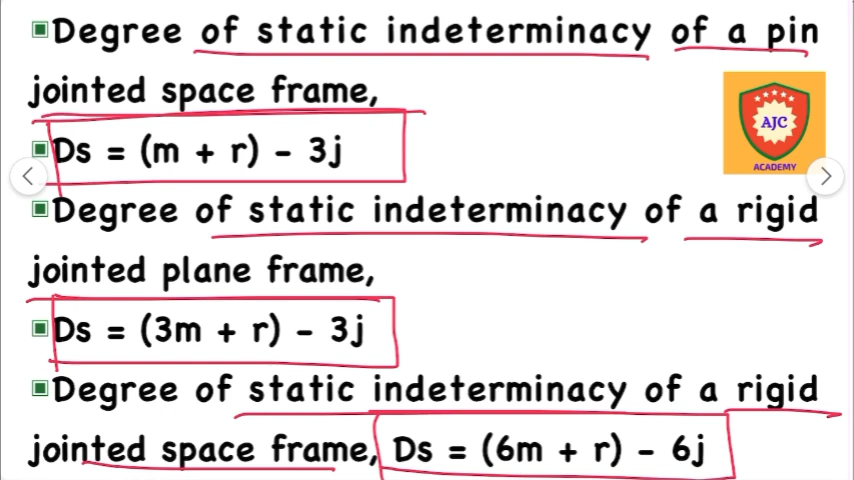 Degree of static indeterminacy of a pin
jointed space frame,
Ds = (m + r) - 3j
Degree of static indeterminacy of a rigid
jointed plane frame,
Ds = (3m + r) - 3j
Degree of static indeterminacy of a rigid
jointed space frame, Ds = (6m + r) - 6j
AJC
ACADEMY